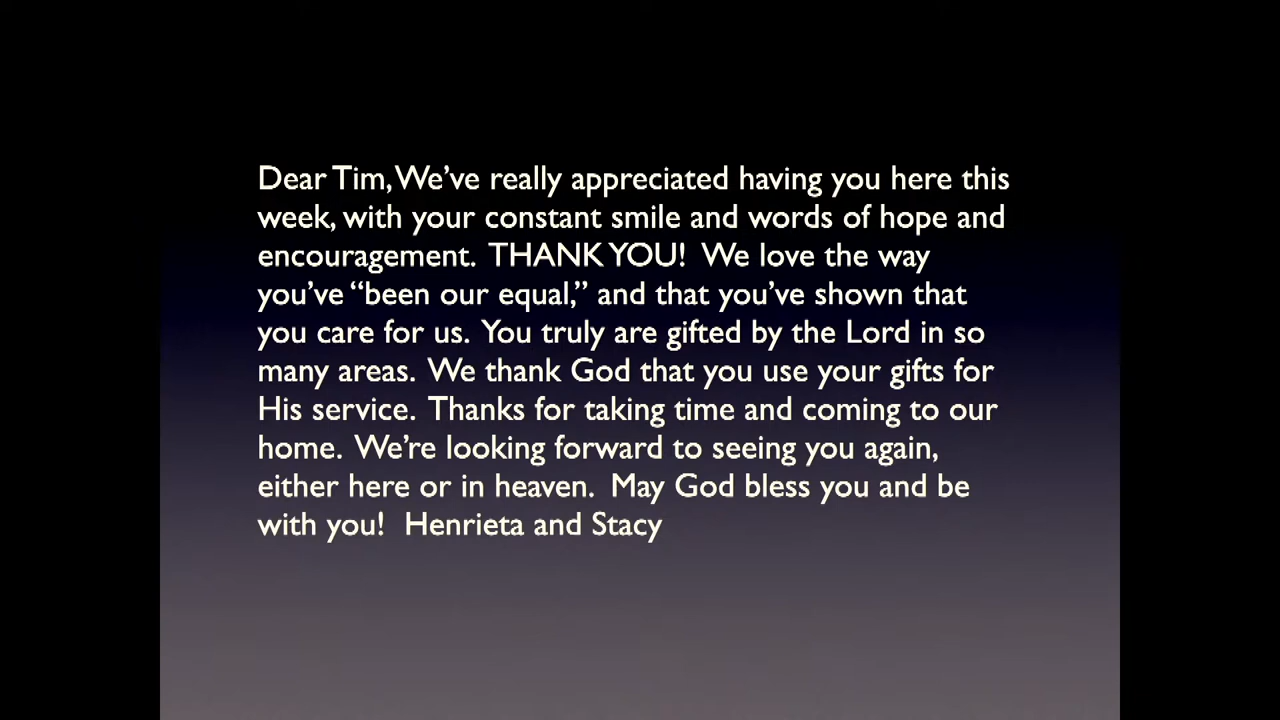 Dear Tim, We've really appreciated having you here this
week, with your constant smile and words of hope and
encouragement.  THANK YOU!  We love the way
you've “been our equal,” and that you've shown that
you care for us.  You truly are gifted by the Lord in so
many areas.  We thank God that you use your gifts for
His service.  Thanks for taking time and coming to our
home.  We're looking forward to seeing you again,
either here or in heaven.  May God bless you and be
with you!  Henrieta and Stacy